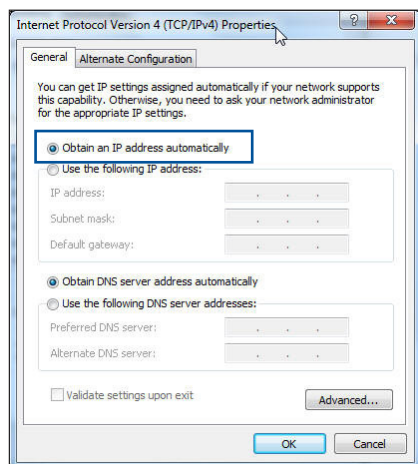 Internet Protocol Version 4 (TCP/IPv4) Properties
General
Alternate Configuration
You can get IP settings assigned automatically if your network supports
this capability. Otherwise, you need to ask your network administrator
for the appropriate IP settings.
Obtain an IP address automatically
Use the following IP address:
IP address:
Subnet mask:
Default gateway:
Obtain DNS server address automatically
Use the following DNS server addresses:
Preferred DNS server:
Alternate DNS server:
Validate settings upon exit
Advanced...
OK
Cancel